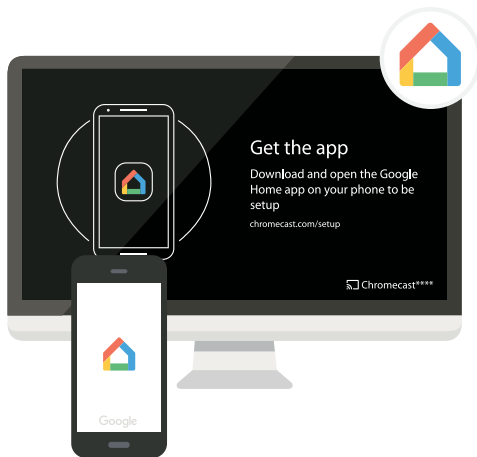 Get the app
Download and open the Google
Home app on your phone to be
setup
chromecast.com/setup
Chromecast****
Google